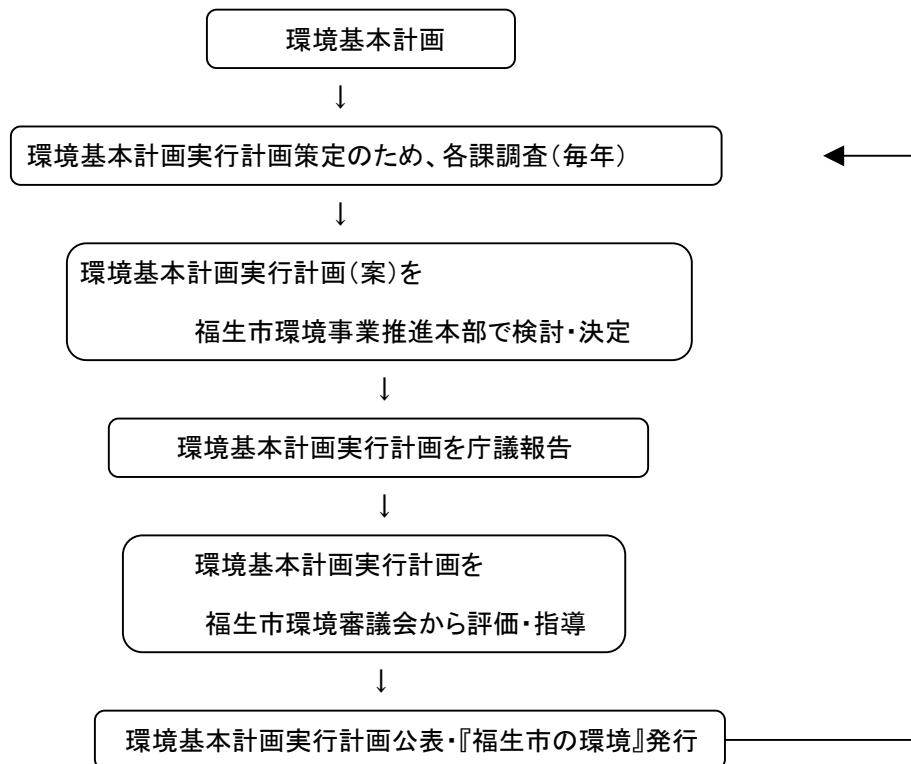 環境基本計画
↓
環境基本計画実行計画策定のため、各課調査（毎年）
↓
環境基本計画実行計画（案）を
福生市環境事業推進本部で検討・決定
↓
環境基本計画実行計画を庁議報告
↓
環境基本計画実行計画を
福生市環境審議会から評価・指導
↓
環境基本計画実行計画公表・『福生市の環境』発行